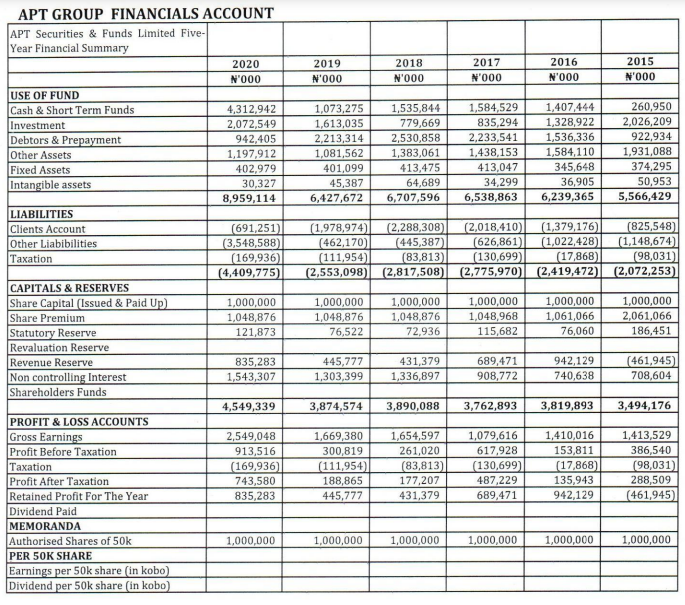 APT GROUP FINANCIALS ACCOUNT
APT Securities & Funds Limited Five-
Year Financial Summary
2020 2019 2018 2017 2016 2015
₦'000 ₦'000 ₦'000 ₦'000 ₦'000 ₦'000
USE OF FUND
Cash & Short Term Funds 4,312,942 1,073,275 1,535,844 1,584,529 1,407,444 260,950
Investment 2,072,549 1,613,035 779,669 835,294 1,328,922 2,026,209
Debtors & Prepayment 942,405 2,213,314 2,530,858 2,233,541 1,536,336 922,934
Other Assets 1,197,912 1,081,562 1,383,061 1,438,153 1,584,110 1,931,088
Fixed Assets 402,979 401,099 413,475 413,047 345,648 374,295
Intangible assets 30,327 45,387 64,689 34,299 36,905 50,953
8,959,114 6,427,672 6,707,596 6,538,863 6,239,365 5,566,429
LIABILITIES
Clients Account (691,251) (1,978,974) (2,288,308) (2,018,410) (1,379,176) (825,548)
Other Liabibilities (3,548,588) (462,170) (445,387) (626,861) (1,022,428) (1,148,674)
Taxation (169,936) (111,954) (83,813) (130,699) (17,868) (98,031)
(4,409,775) (2,553,098) (2,817,508) (2,775,970) (2,419,472) (2,072,253)
CAPITALS & RESERVES
Share Capital (Issued & Paid Up) 1,000,000 1,000,000 1,000,000 1,000,000 1,000,000 1,000,000
Share Premium 1,048,876 1,048,876 1,048,876 1,048,968 1,061,066 2,061,066
Statutory Reserve 121,873 76,522 72,936 115,682 76,060 186,451
Revaluation Reserve
Revenue Reserve 835,283 445,777 431,379 689,471 942,129 (461,945)
Non controlling Interest 1,543,307 1,303,399 1,336,897 908,772 740,638 708,604
Shareholders Funds
4,549,339 3,874,574 3,890,088 3,762,893 3,819,893 3,494,176
PROFIT & LOSS ACCOUNTS
Gross Earnings 2,549,048 1,669,380 1,654,597 1,079,616 1,410,016 1,413,529
Profit Before Taxation 913,516 300,819 261,020 617,928 153,811 386,540
Taxation (169,936) (111,954) (83,813) (130,699) (17,868) (98,031)
Profit After Taxation 743,580 188,865 177,207 487,229 135,943 288,509
Retained Profit For The Year 835,283 445,777 431,379 689,471 942,129 (461,945)
Dividend Paid
MEMORANDA
Authorised Shares of 50k 1,000,000 1,000,000 1,000,000 1,000,000 1,000,000 1,000,000
PER 50K SHARE
Earnings per 50k share (in kobo)
Dividend per 50k share (in kobo)